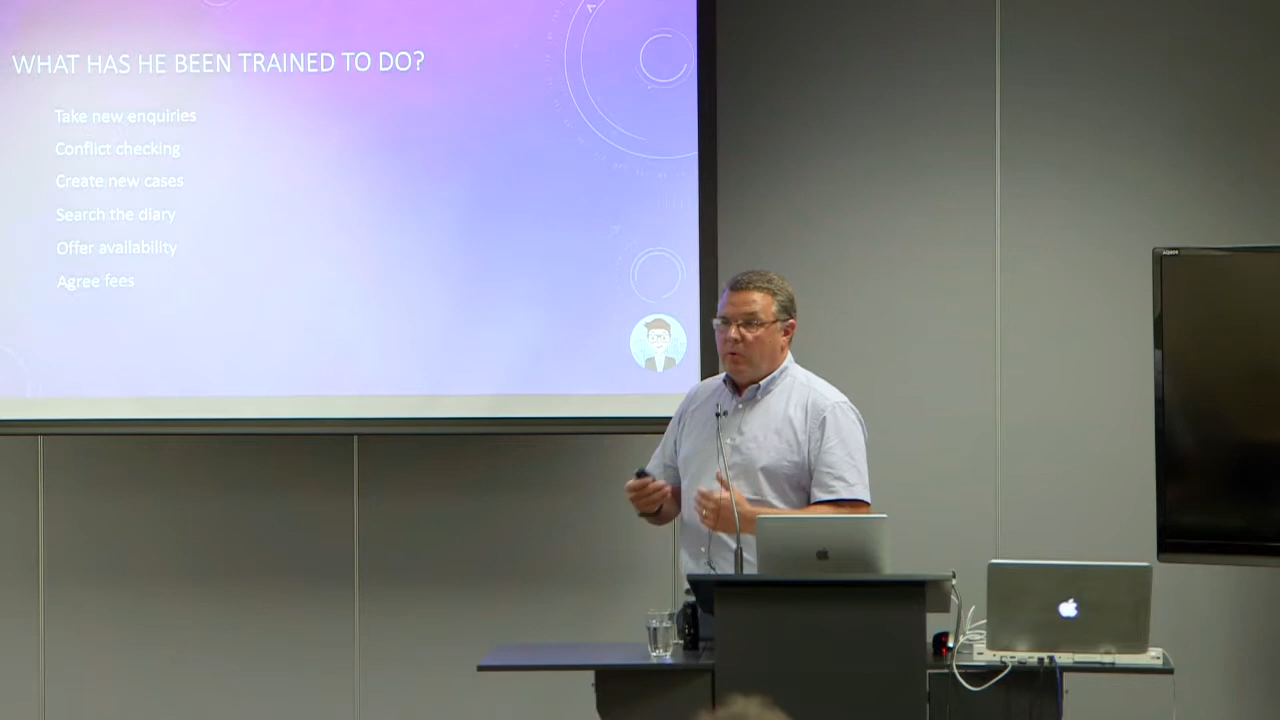 WHAT HAS HE BEEN TRAINED TO DO?
Take new enquiries
Conflict checking
Create new cases
Search the diary
Offer availability
Agree fees